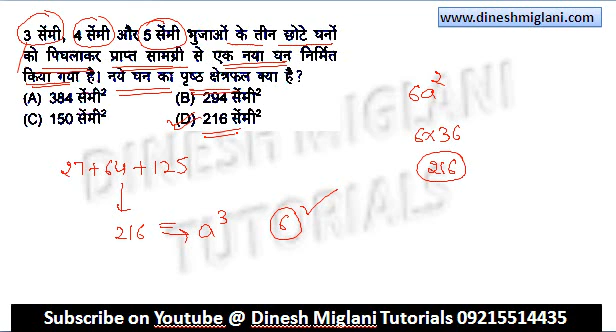 www.dineshmiglani.com
3 सेंमी, 4 सेंमी और 5 सेंमी भुजाओं के तीन छोटे घनों
को पिघलाकर प्राप्त सामग्री से एक नया घन निर्मित
किया गया है। नये घन का पृष्ठ क्षेत्रफल क्या है?
(A) 384 सेंमी² (B) 294 सेंमी²
(C) 150 सेंमी² (D) 216 सेंमी²
6a²
6x36
216
27+64+125
216 ⇒ a³ 6 ✓
DINESH MIGLANI
TUTORIALS
Subscribe on Youtube @ Dinesh Miglani Tutorials 09215514435